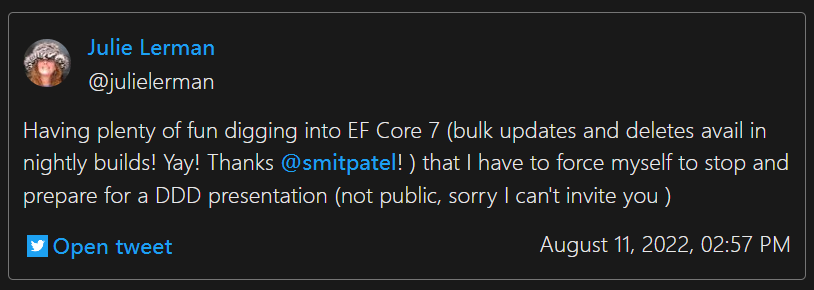 Julie Lerman
@julielerman
Having plenty of fun digging into EF Core 7 (bulk updates and deletes avail in
nightly builds! Yay! Thanks @smitpatel! ) that I have to force myself to stop and
prepare for a DDD presentation (not public, sorry I can't invite you )
Open tweet
August 11, 2022, 02:57 PM